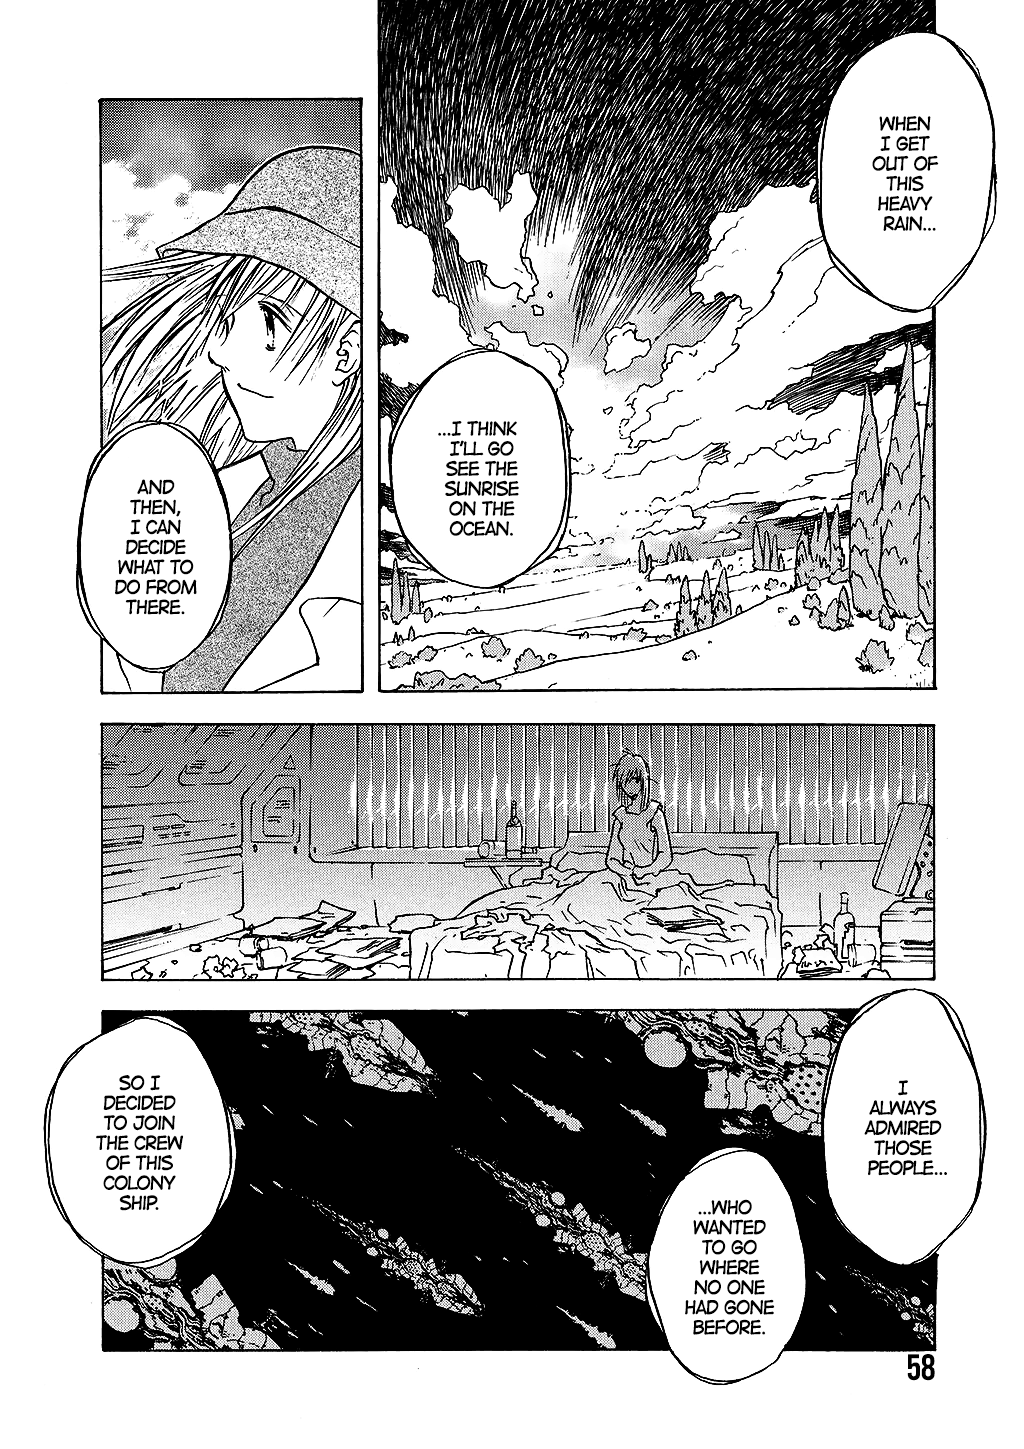 WHEN
I GET
OUT OF
THIS
HEAVY
RAIN...
...I THINK
I'LL GO
SEE THE
SUNRISE
ON THE
OCEAN.
AND
THEN,
I CAN
DECIDE
WHAT TO
DO FROM
THERE.
I
ALWAYS
ADMIRED
THOSE
PEOPLE...
...WHO
WANTED
TO GO
WHERE
NO ONE
HAD GONE
BEFORE.
SO I
DECIDED
TO JOIN
THE CREW
OF THIS
COLONY
SHIP.
58